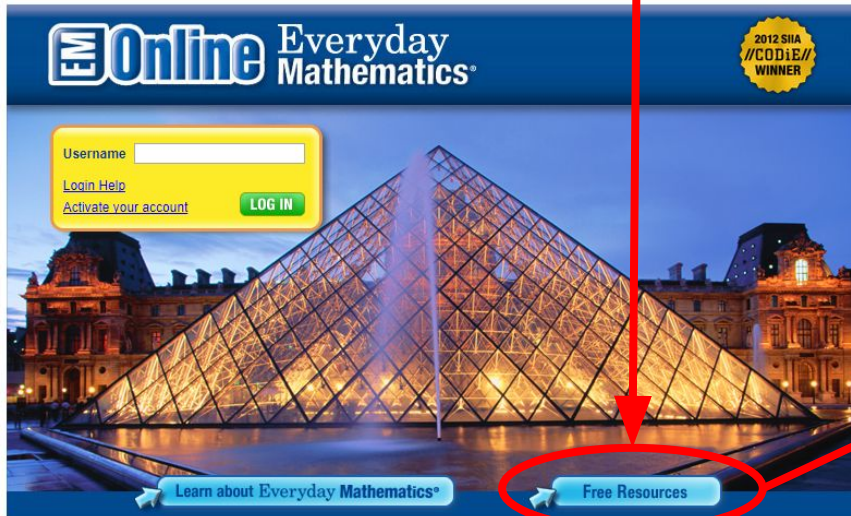 EM Online Everyday
Mathematics®
2012 SIIA
//CODiE//
WINNER
Username
Login Help
Activate your account
LOG IN
Learn about Everyday Mathematics®
Free Resources